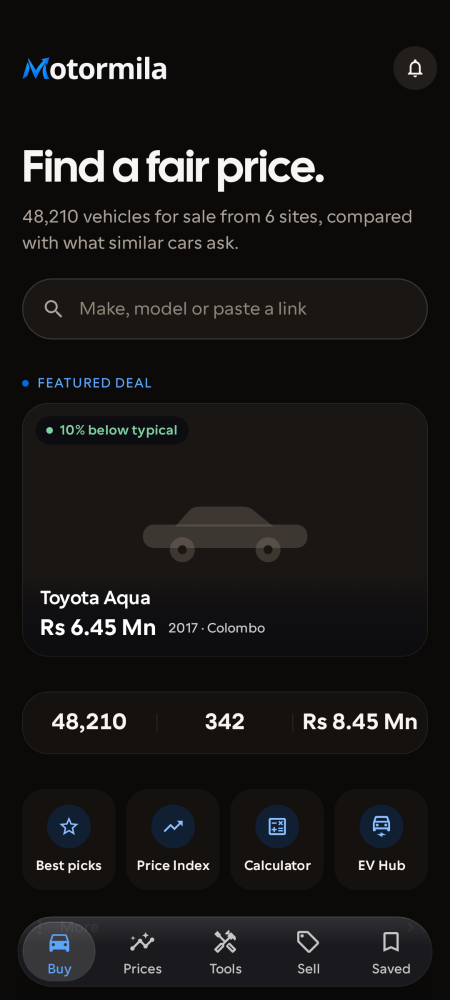 Motormila
Find a fair price.
48,210 vehicles for sale from 6 sites, compared
with what similar cars ask.
Make, model or paste a link
FEATURED DEAL
10% below typical
Toyota Aqua
Rs 6.45 Mn 2017 · Colombo
48,210 342 Rs 8.45 Mn
Best picks Price Index Calculator EV Hub
More
Buy Prices Tools Sell Saved